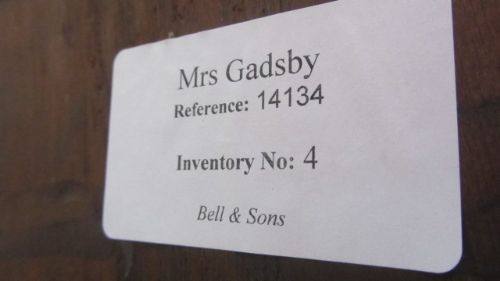 Mrs Gadsby
Reference: 14134
Inventory No: 4
Bell & Sons